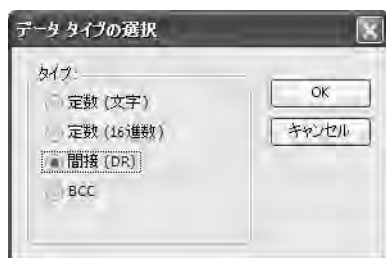 データ タイプの選択
タイプ:
定数 (文字)
定数 (16進数)
間接 (DR)
BCC
OK
キャンセル